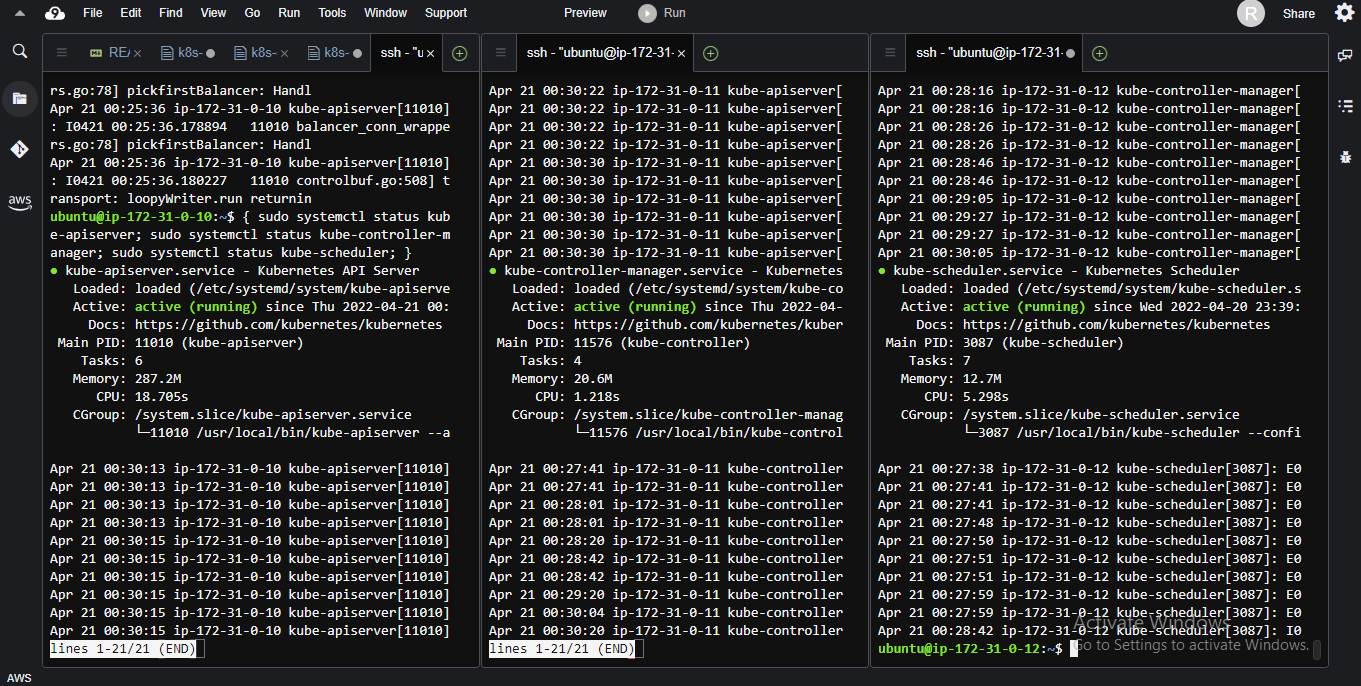 File Edit Find View Go Run Tools Window Support Preview Run R Share
REA k8s- k8s- k8s- ssh - "u
ssh - "ubuntu@ip-172-31-
ssh - "ubuntu@ip-172-31-
aws
rs.go:78] pickfirstBalancer: Handl
Apr 21 00:25:36 ip-172-31-0-10 kube-apiserver[11010]
: I0421 00:25:36.178894   11010 balancer_conn_wrappe
rs.go:78] pickfirstBalancer: Handl
Apr 21 00:25:36 ip-172-31-0-10 kube-apiserver[11010]
: I0421 00:25:36.180227   11010 controlbuf.go:508] t
ransport: loopyWriter.run returnin
ubuntu@ip-172-31-0-10:~$ { sudo systemctl status kub
e-apiserver; sudo systemctl status kube-controller-m
anager; sudo systemctl status kube-scheduler; }
● kube-apiserver.service - Kubernetes API Server
Loaded: loaded (/etc/systemd/system/kube-apiserve
Active: active (running) since Thu 2022-04-21 00:
Docs: https://github.com/kubernetes/kubernetes
Main PID: 11010 (kube-apiserver)
Tasks: 6
Memory: 287.2M
CPU: 18.705s
CGroup: /system.slice/kube-apiserver.service
└─11010 /usr/local/bin/kube-apiserver --a
Apr 21 00:30:13 ip-172-31-0-10 kube-apiserver[11010]
Apr 21 00:30:13 ip-172-31-0-10 kube-apiserver[11010]
Apr 21 00:30:13 ip-172-31-0-10 kube-apiserver[11010]
Apr 21 00:30:13 ip-172-31-0-10 kube-apiserver[11010]
Apr 21 00:30:15 ip-172-31-0-10 kube-apiserver[11010]
Apr 21 00:30:15 ip-172-31-0-10 kube-apiserver[11010]
Apr 21 00:30:15 ip-172-31-0-10 kube-apiserver[11010]
Apr 21 00:30:15 ip-172-31-0-10 kube-apiserver[11010]
Apr 21 00:30:15 ip-172-31-0-10 kube-apiserver[11010]
Apr 21 00:30:15 ip-172-31-0-10 kube-apiserver[11010]
lines 1-21/21 (END)
Apr 21 00:30:22 ip-172-31-0-11 kube-apiserver[
Apr 21 00:30:22 ip-172-31-0-11 kube-apiserver[
Apr 21 00:30:22 ip-172-31-0-11 kube-apiserver[
Apr 21 00:30:22 ip-172-31-0-11 kube-apiserver[
Apr 21 00:30:30 ip-172-31-0-11 kube-apiserver[
Apr 21 00:30:30 ip-172-31-0-11 kube-apiserver[
Apr 21 00:30:30 ip-172-31-0-11 kube-apiserver[
Apr 21 00:30:30 ip-172-31-0-11 kube-apiserver[
Apr 21 00:30:30 ip-172-31-0-11 kube-apiserver[
Apr 21 00:30:30 ip-172-31-0-11 kube-apiserver[
● kube-controller-manager.service - Kubernetes
Loaded: loaded (/etc/systemd/system/kube-co
Active: active (running) since Thu 2022-04-
Docs: https://github.com/kubernetes/kuber
Main PID: 11576 (kube-controller)
Tasks: 4
Memory: 20.6M
CPU: 1.218s
CGroup: /system.slice/kube-controller-manag
└─11576 /usr/local/bin/kube-control
Apr 21 00:27:41 ip-172-31-0-11 kube-controller
Apr 21 00:27:41 ip-172-31-0-11 kube-controller
Apr 21 00:28:01 ip-172-31-0-11 kube-controller
Apr 21 00:28:01 ip-172-31-0-11 kube-controller
Apr 21 00:28:20 ip-172-31-0-11 kube-controller
Apr 21 00:28:42 ip-172-31-0-11 kube-controller
Apr 21 00:28:42 ip-172-31-0-11 kube-controller
Apr 21 00:29:20 ip-172-31-0-11 kube-controller
Apr 21 00:30:04 ip-172-31-0-11 kube-controller
Apr 21 00:30:20 ip-172-31-0-11 kube-controller
lines 1-21/21 (END)
Apr 21 00:28:16 ip-172-31-0-12 kube-controller-manager[
Apr 21 00:28:16 ip-172-31-0-12 kube-controller-manager[
Apr 21 00:28:26 ip-172-31-0-12 kube-controller-manager[
Apr 21 00:28:26 ip-172-31-0-12 kube-controller-manager[
Apr 21 00:28:46 ip-172-31-0-12 kube-controller-manager[
Apr 21 00:28:46 ip-172-31-0-12 kube-controller-manager[
Apr 21 00:29:05 ip-172-31-0-12 kube-controller-manager[
Apr 21 00:29:27 ip-172-31-0-12 kube-controller-manager[
Apr 21 00:29:27 ip-172-31-0-12 kube-controller-manager[
Apr 21 00:30:05 ip-172-31-0-12 kube-controller-manager[
● kube-scheduler.service - Kubernetes Scheduler
Loaded: loaded (/etc/systemd/system/kube-scheduler.s
Active: active (running) since Wed 2022-04-20 23:39:
Docs: https://github.com/kubernetes/kubernetes
Main PID: 3087 (kube-scheduler)
Tasks: 7
Memory: 12.7M
CPU: 5.298s
CGroup: /system.slice/kube-scheduler.service
└─3087 /usr/local/bin/kube-scheduler --confi
Apr 21 00:27:38 ip-172-31-0-12 kube-scheduler[3087]: E0
Apr 21 00:27:41 ip-172-31-0-12 kube-scheduler[3087]: E0
Apr 21 00:27:41 ip-172-31-0-12 kube-scheduler[3087]: E0
Apr 21 00:27:48 ip-172-31-0-12 kube-scheduler[3087]: E0
Apr 21 00:27:50 ip-172-31-0-12 kube-scheduler[3087]: E0
Apr 21 00:27:51 ip-172-31-0-12 kube-scheduler[3087]: E0
Apr 21 00:27:51 ip-172-31-0-12 kube-scheduler[3087]: E0
Apr 21 00:27:59 ip-172-31-0-12 kube-scheduler[3087]: E0
Apr 21 00:27:59 ip-172-31-0-12 kube-scheduler[3087]: E0
Apr 21 00:28:42 ip-172-31-0-12 kube-scheduler[3087]: I0
ubuntu@ip-172-31-0-12:~$
Activate Windows
Go to Settings to activate Windows.
AWS